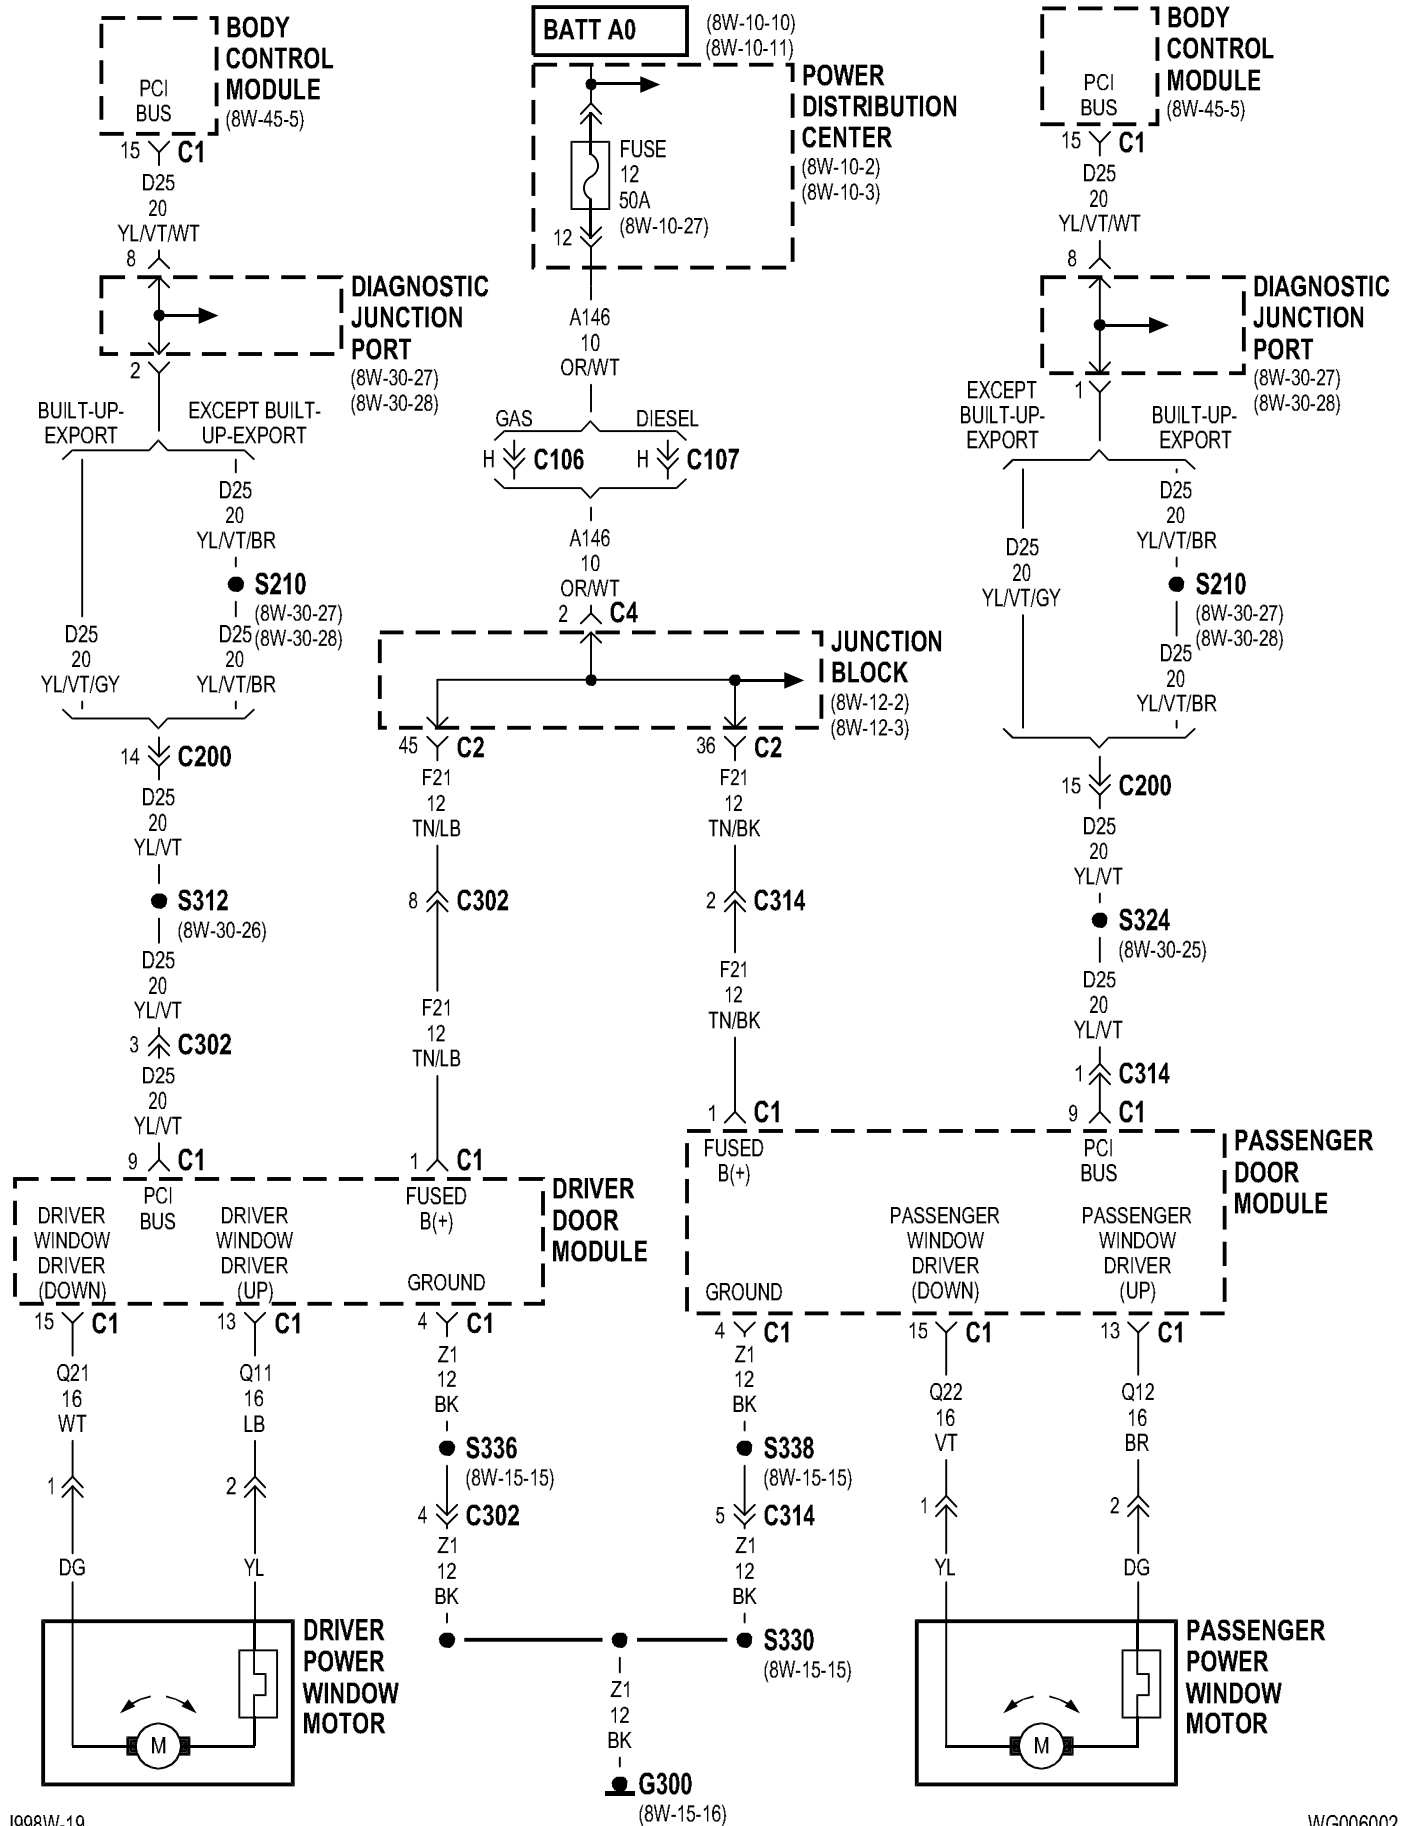 BODY
CONTROL
MODULE
(8W-45-5)
PCI
BUS
15
C1
D25
20
YL/VT/WT
8
DIAGNOSTIC
JUNCTION
PORT
(8W-30-27)
(8W-30-28)
2
BUILT-UP-
EXPORT
EXCEPT BUILT-
UP-EXPORT
D25
20
YL/VT/BR
S210
(8W-30-27)
(8W-30-28)
D25
20
YL/VT/GY
D25
20
YL/VT/BR
14
C200
D25
20
YL/VT
S312
(8W-30-26)
D25
20
YL/VT
3
C302
D25
20
YL/VT
9
C1
BATT A0
(8W-10-10)
(8W-10-11)
POWER
DISTRIBUTION
CENTER
(8W-10-2)
(8W-10-3)
FUSE
12
50A
(8W-10-27)
12
A146
10
OR/WT
GAS
DIESEL
H
C106
H
C107
A146
10
OR/WT
2
C4
JUNCTION
BLOCK
(8W-12-2)
(8W-12-3)
45
C2
36
C2
F21
12
TN/LB
F21
12
TN/BK
8
C302
2
C314
F21
12
TN/LB
F21
12
TN/BK
1
C1
1
C1
BODY
CONTROL
MODULE
(8W-45-5)
PCI
BUS
15
C1
D25
20
YL/VT/WT
8
DIAGNOSTIC
JUNCTION
PORT
(8W-30-27)
(8W-30-28)
1
EXCEPT
BUILT-UP-
EXPORT
BUILT-UP-
EXPORT
D25
20
YL/VT/BR
D25
20
YL/VT/GY
S210
(8W-30-27)
(8W-30-28)
D25
20
YL/VT/BR
15
C200
D25
20
YL/VT
S324
(8W-30-25)
D25
20
YL/VT
1
C314
9
C1
DRIVER
DOOR
MODULE
PCI
BUS
FUSED
B(+)
DRIVER
WINDOW
DRIVER
(DOWN)
DRIVER
WINDOW
DRIVER
(UP)
GROUND
15
C1
13
C1
4
C1
PASSENGER
DOOR
MODULE
FUSED
B(+)
PCI
BUS
GROUND
PASSENGER
WINDOW
DRIVER
(DOWN)
PASSENGER
WINDOW
DRIVER
(UP)
4
C1
15
C1
13
C1
Q21
16
WT
Q11
16
LB
Z1
12
BK
Z1
12
BK
Q22
16
VT
Q12
16
BR
S336
(8W-15-15)
S338
(8W-15-15)
1
2
4
C302
5
C314
1
2
Z1
12
BK
Z1
12
BK
DG
YL
YL
DG
DRIVER
POWER
WINDOW
MOTOR
M
S330
(8W-15-15)
Z1
12
BK
G300
(8W-15-16)
PASSENGER
POWER
WINDOW
MOTOR
M
J998W-19
WG006002